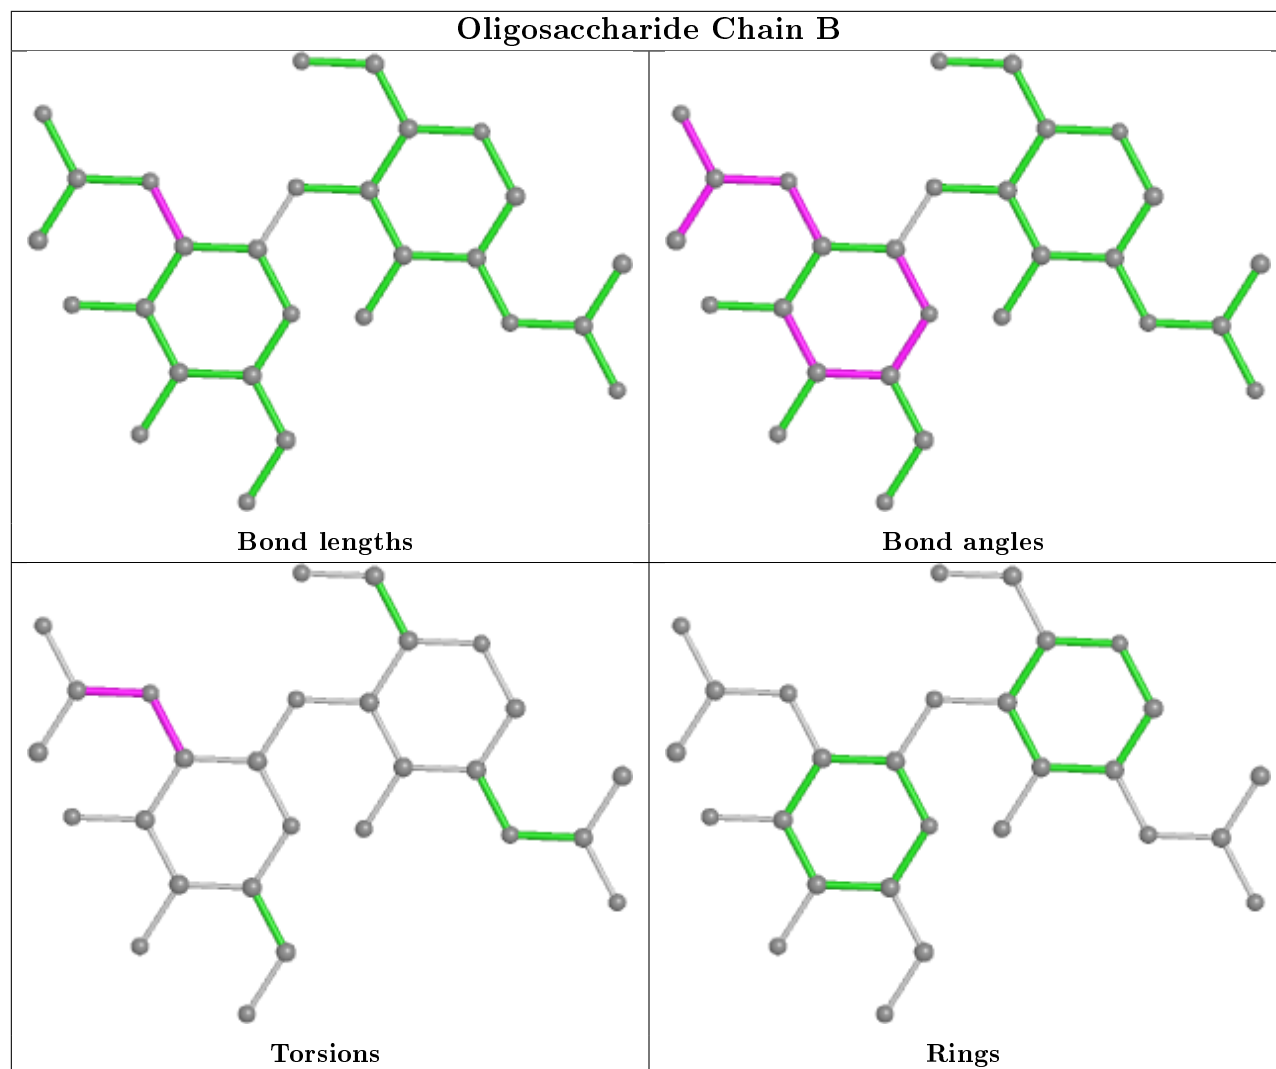 Oligosaccharide Chain B
Bond lengths
Bond angles
Torsions
Rings